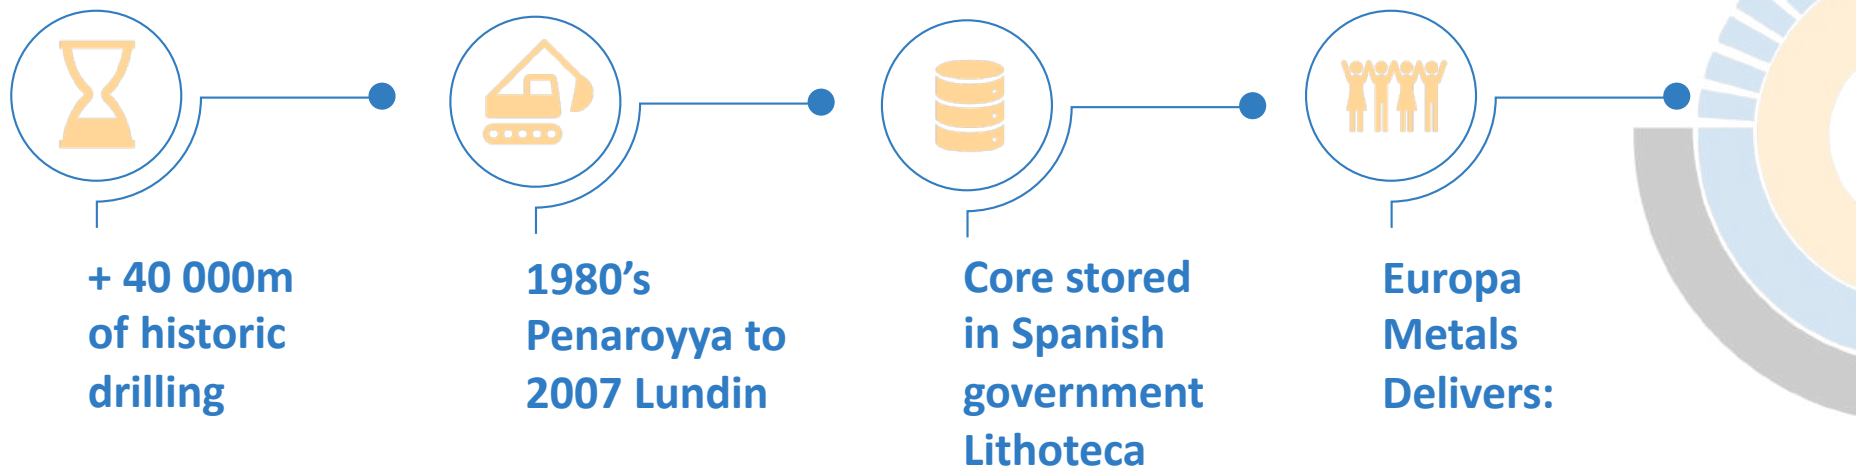 + 40 000m
of historic
drilling
1980’s
Penaroyya to
2007 Lundin
Core stored
in Spanish
government
Lithoteca
Europa
Metals
Delivers: